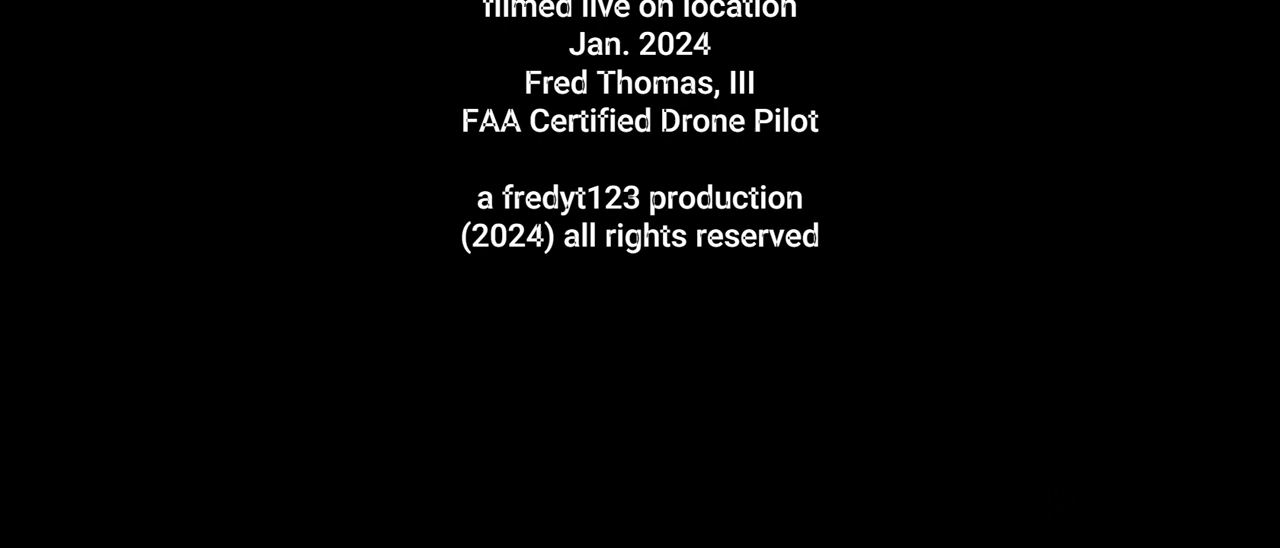 filmed live on location
Jan. 2024
Fred Thomas, III
FAA Certified Drone Pilot
a fredyt123 production
(2024) all rights reserved